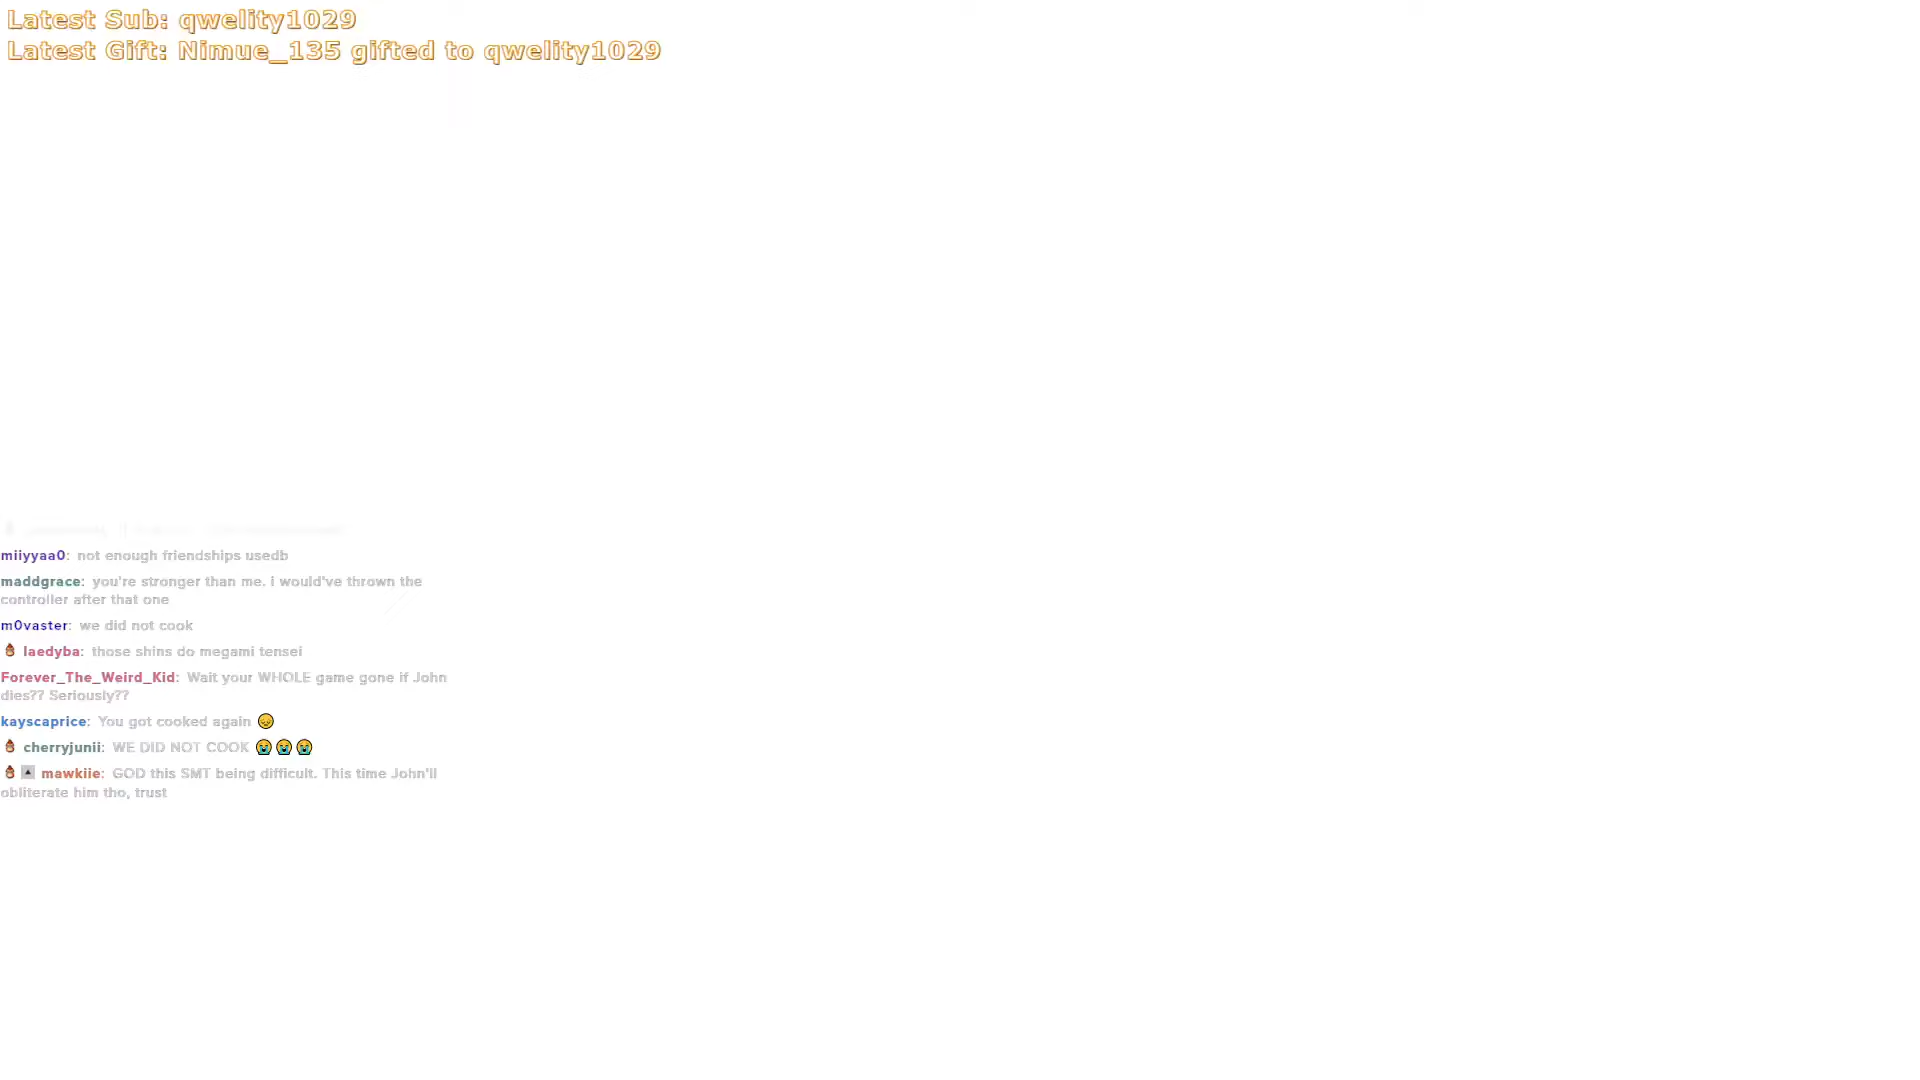 Latest Sub: qwelity1029
Latest Gift: Nimue_135 gifted to qwelity1029
miiyyaa0: not enough friendships usedb
maddgrace: you're stronger than me. i would've thrown the
controller after that one
m0vaster: we did not cook
laedyba: those shins do megami tensei
Forever_The_Weird_Kid: Wait your WHOLE game gone if John
dies?? Seriously??
kayscaprice: You got cooked again 😞
cherryjunii: WE DID NOT COOK 😭😭😭
mawkiie: GOD this SMT being difficult. This time John'll
obliterate him tho, trust